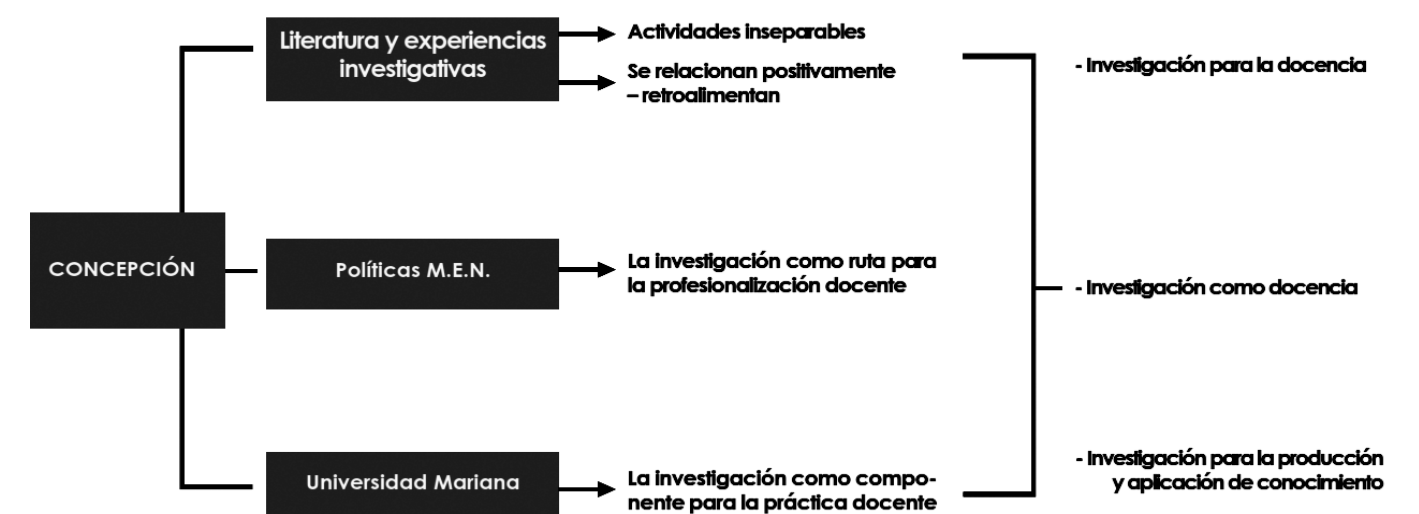 CONCEPCIÓN
Literatura y experiencias
investigativas
Actividades inseparables
Se relacionan positivamente
– retroalimentan
Políticas M.E.N.
La investigación como ruta para
la profesionalización docente
Universidad Mariana
La investigación como compo-
nente para la práctica docente
- Investigación para la docencia
- Investigación como docencia
- Investigación para la producción
y aplicación de conocimiento